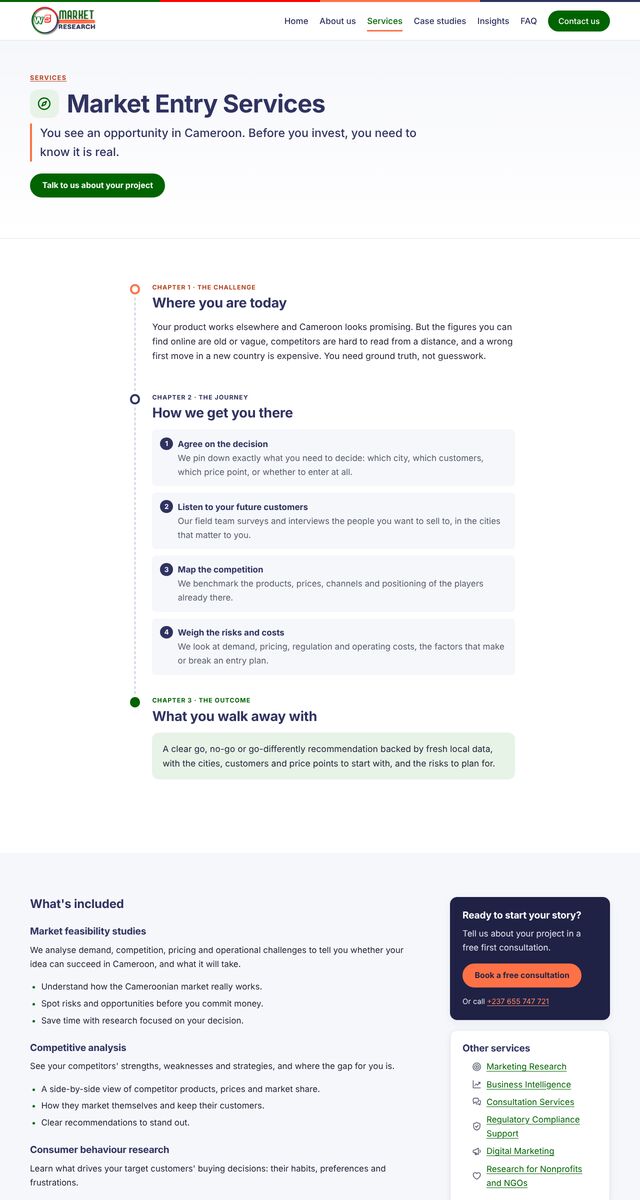 W3 MARKET
RESEARCH
Home About us Services Case studies Insights FAQ Contact us
SERVICES
Market Entry Services
You see an opportunity in Cameroon. Before you invest, you need to
know it is real.
Talk to us about your project
CHAPTER 1 · THE CHALLENGE
Where you are today
Your product works elsewhere and Cameroon looks promising. But the figures you can
find online are old or vague, competitors are hard to read from a distance, and a wrong
first move in a new country is expensive. You need ground truth, not guesswork.
CHAPTER 2 · THE JOURNEY
How we get you there
1 Agree on the decision
We pin down exactly what you need to decide: which city, which customers,
which price point, or whether to enter at all.
2 Listen to your future customers
Our field team surveys and interviews the people you want to sell to, in the cities
that matter to you.
3 Map the competition
We benchmark the products, prices, channels and positioning of the players
already there.
4 Weigh the risks and costs
We look at demand, pricing, regulation and operating costs, the factors that make
or break an entry plan.
CHAPTER 3 · THE OUTCOME
What you walk away with
A clear go, no-go or go-differently recommendation backed by fresh local data,
with the cities, customers and price points to start with, and the risks to plan for.
What's included
Market feasibility studies
We analyse demand, competition, pricing and operational challenges to tell you whether your
idea can succeed in Cameroon, and what it will take.
• Understand how the Cameroonian market really works.
• Spot risks and opportunities before you commit money.
• Save time with research focused on your decision.
Competitive analysis
See your competitors' strengths, weaknesses and strategies, and where the gap for you is.
• A side-by-side view of competitor products, prices and market share.
• How they market themselves and keep their customers.
• Clear recommendations to stand out.
Consumer behaviour research
Learn what drives your target customers' buying decisions: their habits, preferences and
frustrations.
Ready to start your story?
Tell us about your project in a
free first consultation.
Book a free consultation
Or call +237 655 747 721
Other services
Marketing Research
Business Intelligence
Consultation Services
Regulatory Compliance
Support
Digital Marketing
Research for Nonprofits
and NGOs